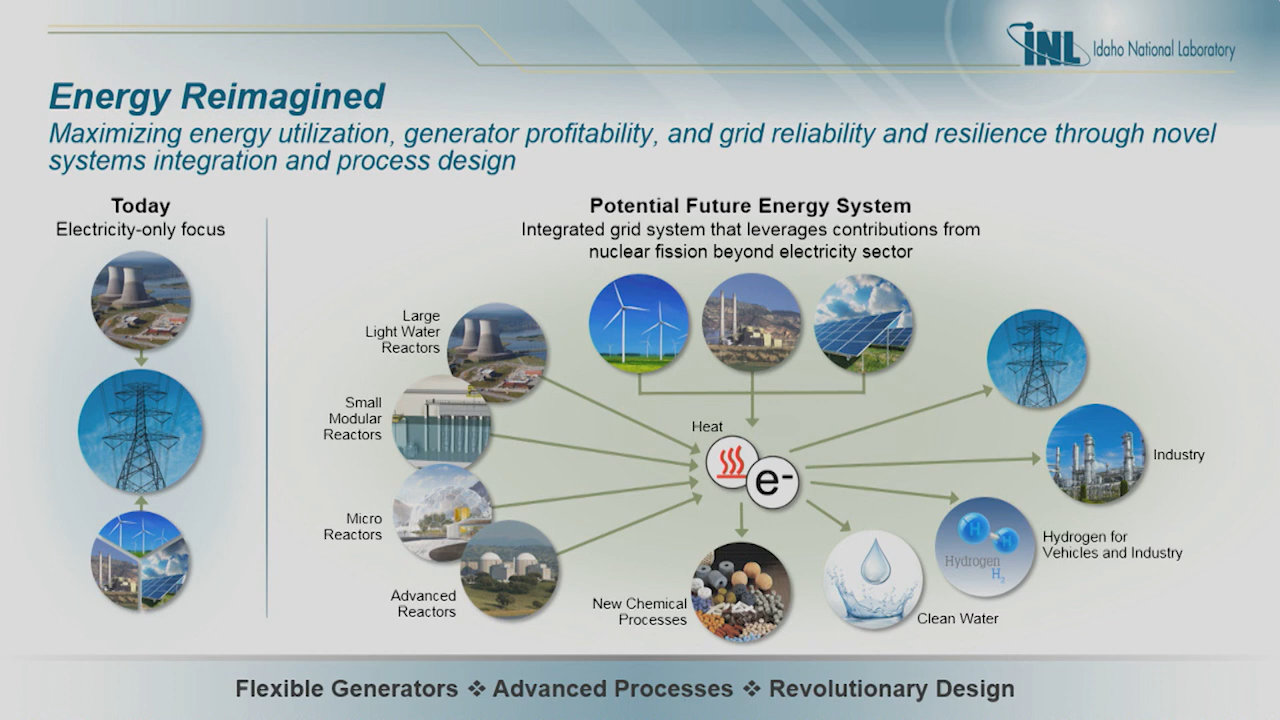 INL Idaho National Laboratory
Energy Reimagined
Maximizing energy utilization, generator profitability, and grid reliability and resilience through novel
systems integration and process design
Today
Electricity-only focus
Potential Future Energy System
Integrated grid system that leverages contributions from
nuclear fission beyond electricity sector
Large
Light Water
Reactors
Small
Modular
Reactors
Micro
Reactors
Advanced
Reactors
Heat
e-
Industry
H H
Hydrogen
H₂
Hydrogen for
Vehicles and Industry
Clean Water
New Chemical
Processes
Flexible Generators ❖ Advanced Processes ❖ Revolutionary Design